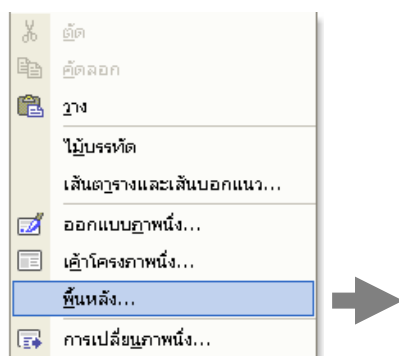 ตัด
คัดลอก
วาง
ไม้บรรทัด
เส้นตารางและเส้นบอกแนว...
ออกแบบภาพนิ่ง...
เค้าโครงภาพนิ่ง...
พื้นหลัง...
การเปลี่ยนภาพนิ่ง...